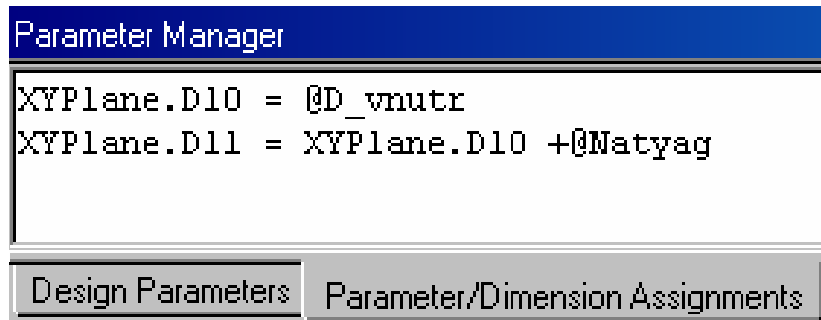 Parameter Manager
XYPlane.D10 = @D_vnutr
XYPlane.D11 = XYPlane.D10 +@Natyag
Design Parameters
Parameter/Dimension Assignments